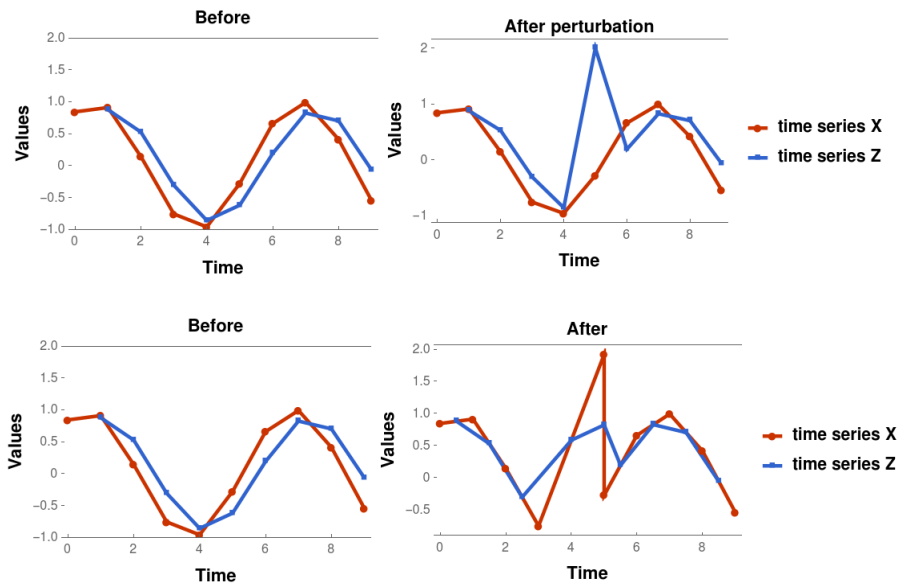 Before
2.0
1.5
1.0
0.5
0
−0.5
−1.0
Values
0 2 4 6 8
Time
After perturbation
2
1
0
−1
Values
0 2 4 6 8
Time
time series X
time series Z
Before
2.0
1.5
1.0
0.5
0
−0.5
−1.0
Values
0 2 4 6 8
Time
After
2.0
1.5
1.0
0.5
0
−0.5
Values
0 2 4 6 8
Time
time series X
time series Z